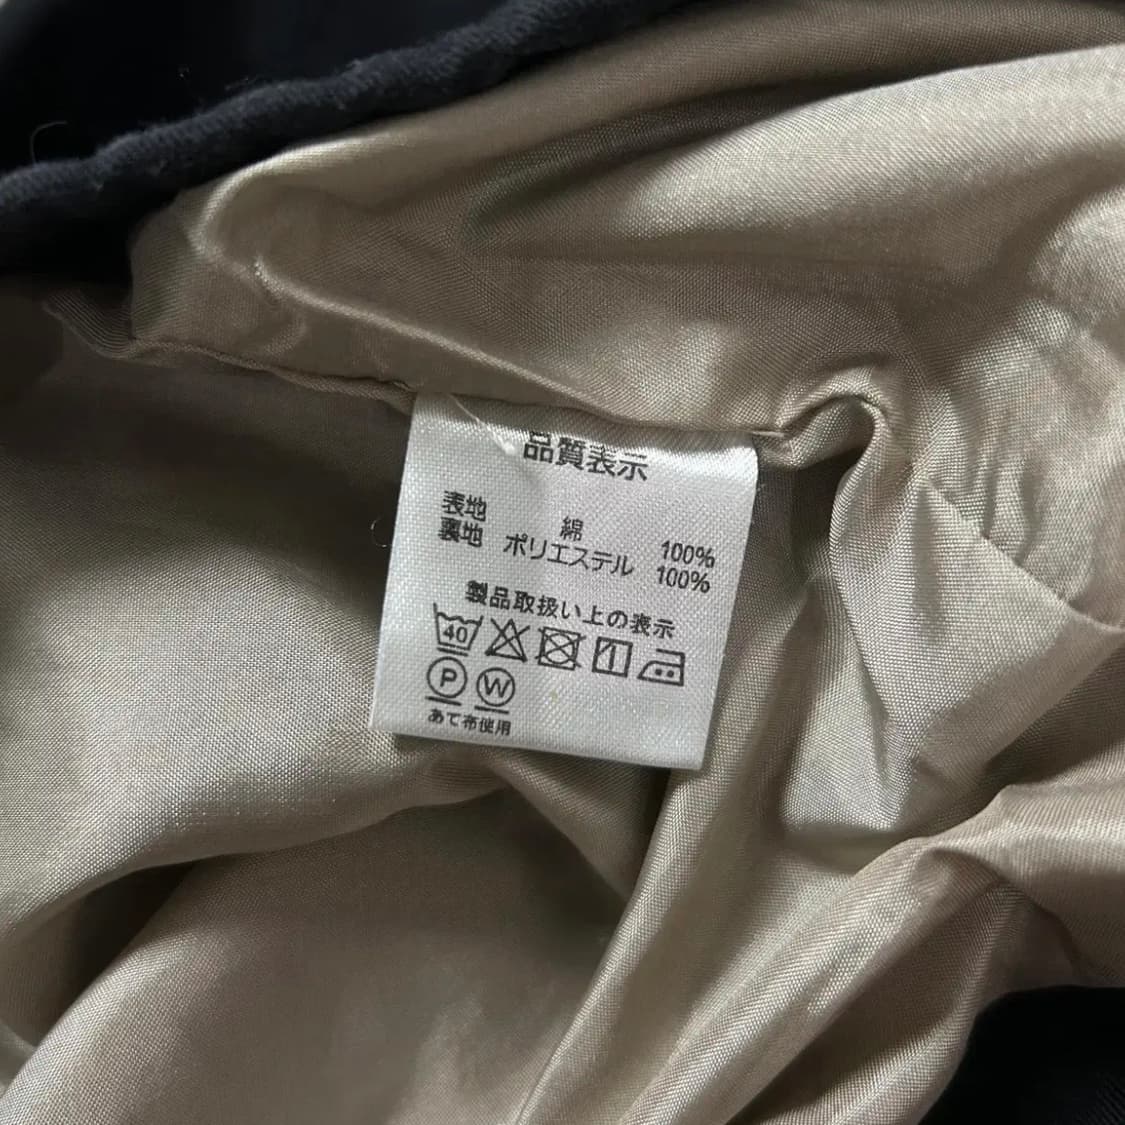 品質表示
表地 綿 100%
裏地 ポリエステル 100%
製品取扱い上の表示
40
P W
あて布使用